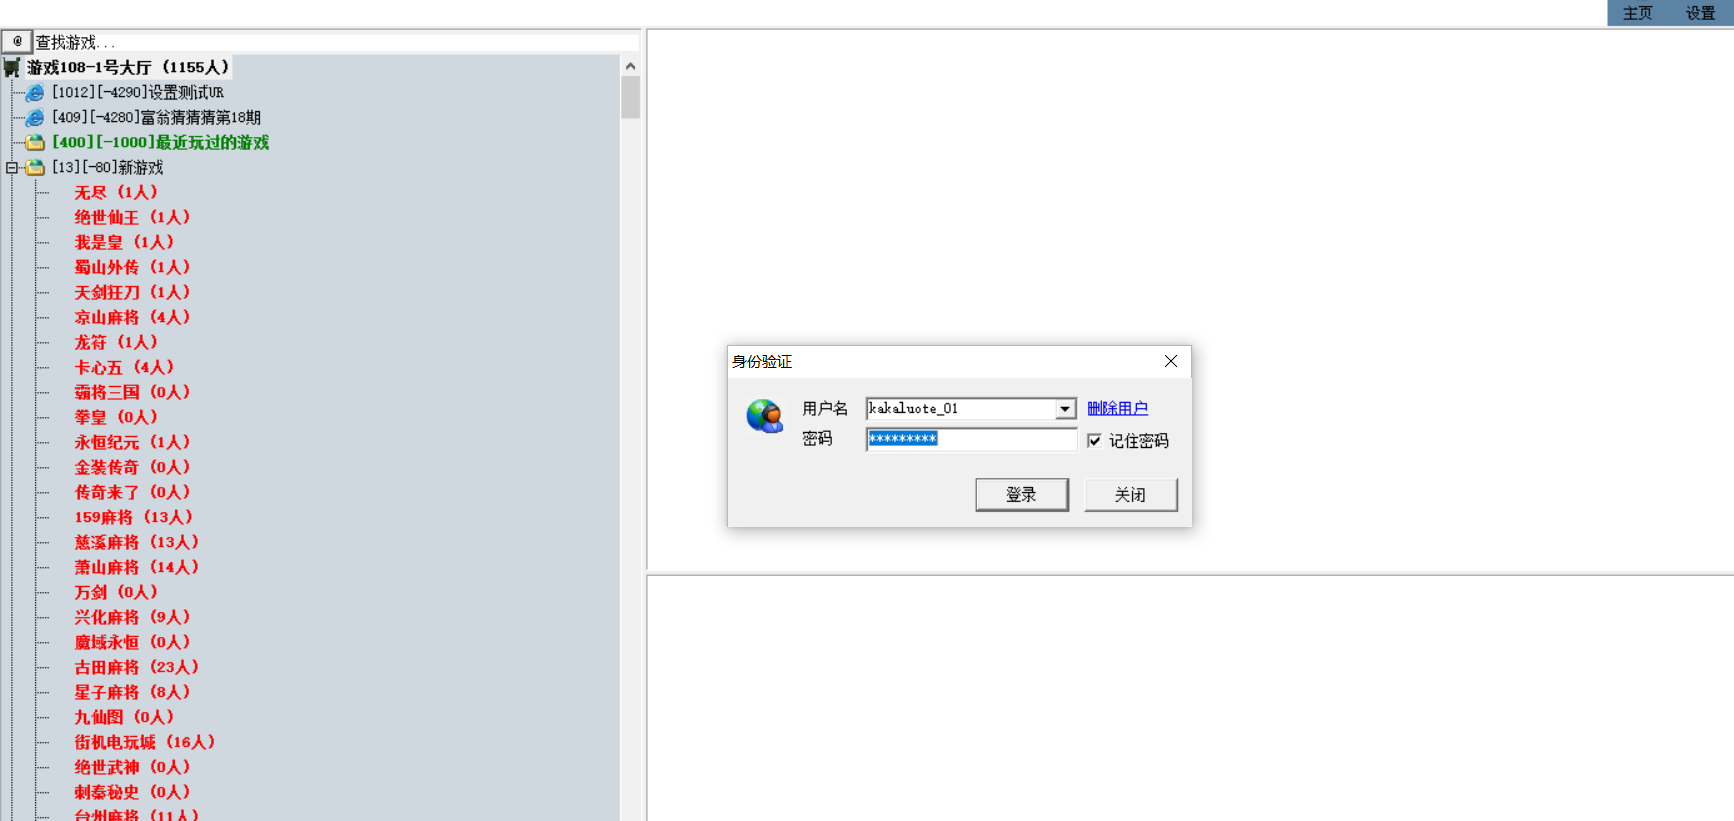 主页 设置
@ 查找游戏...
游戏108-1号大厅 (1155人)
[1012][-4290]设置测试UR
[409][-4280]富翁猜猜猜第18期
[400][-1000]最近玩过的游戏
[13][-80]新游戏
无尽 (1人)
绝世仙王 (1人)
我是皇 (1人)
蜀山外传 (1人)
天剑狂刀 (1人)
凉山麻将 (4人)
龙符 (1人)
卡心五 (4人)
霸将三国 (0人)
拳皇 (0人)
永恒纪元 (1人)
金装传奇 (0人)
传奇来了 (0人)
159麻将 (13人)
慈溪麻将 (13人)
萧山麻将 (14人)
万剑 (0人)
兴化麻将 (9人)
魔域永恒 (0人)
古田麻将 (23人)
星子麻将 (8人)
九仙图 (0人)
街机电玩城 (16人)
绝世武神 (0人)
刺秦秘史 (0人)
台州麻将 (11人)
身份验证
用户名 kakaluote_01 删除用户
密码 ********* 记住密码
登录 关闭